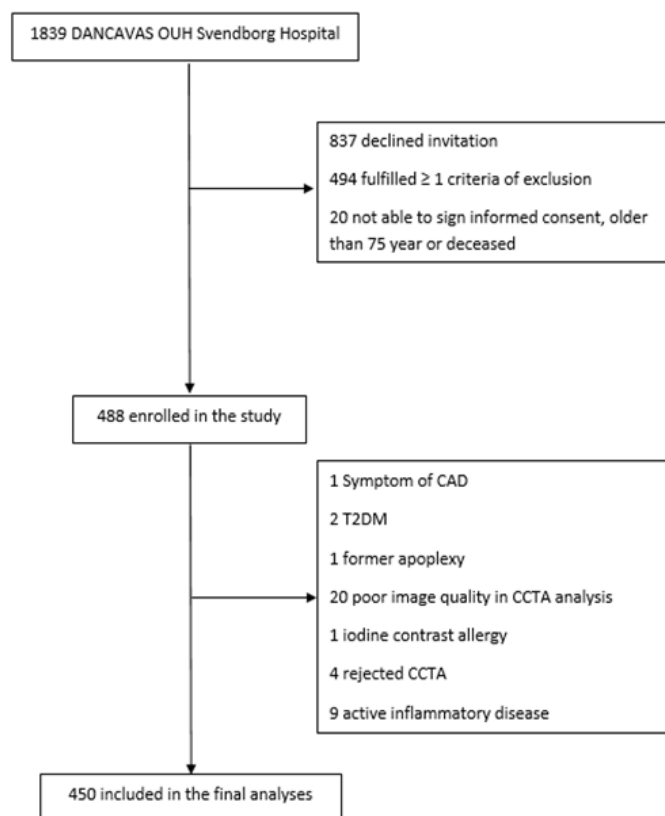 1839 DANCAVAS OUH Svendborg Hospital
837 declined invitation
494 fulfilled ≥ 1 criteria of exclusion
20 not able to sign informed consent, older
than 75 year or deceased
488 enrolled in the study
1 Symptom of CAD
2 T2DM
1 former apoplexy
20 poor image quality in CCTA analysis
1 iodine contrast allergy
4 rejected CCTA
9 active inflammatory disease
450 included in the final analyses